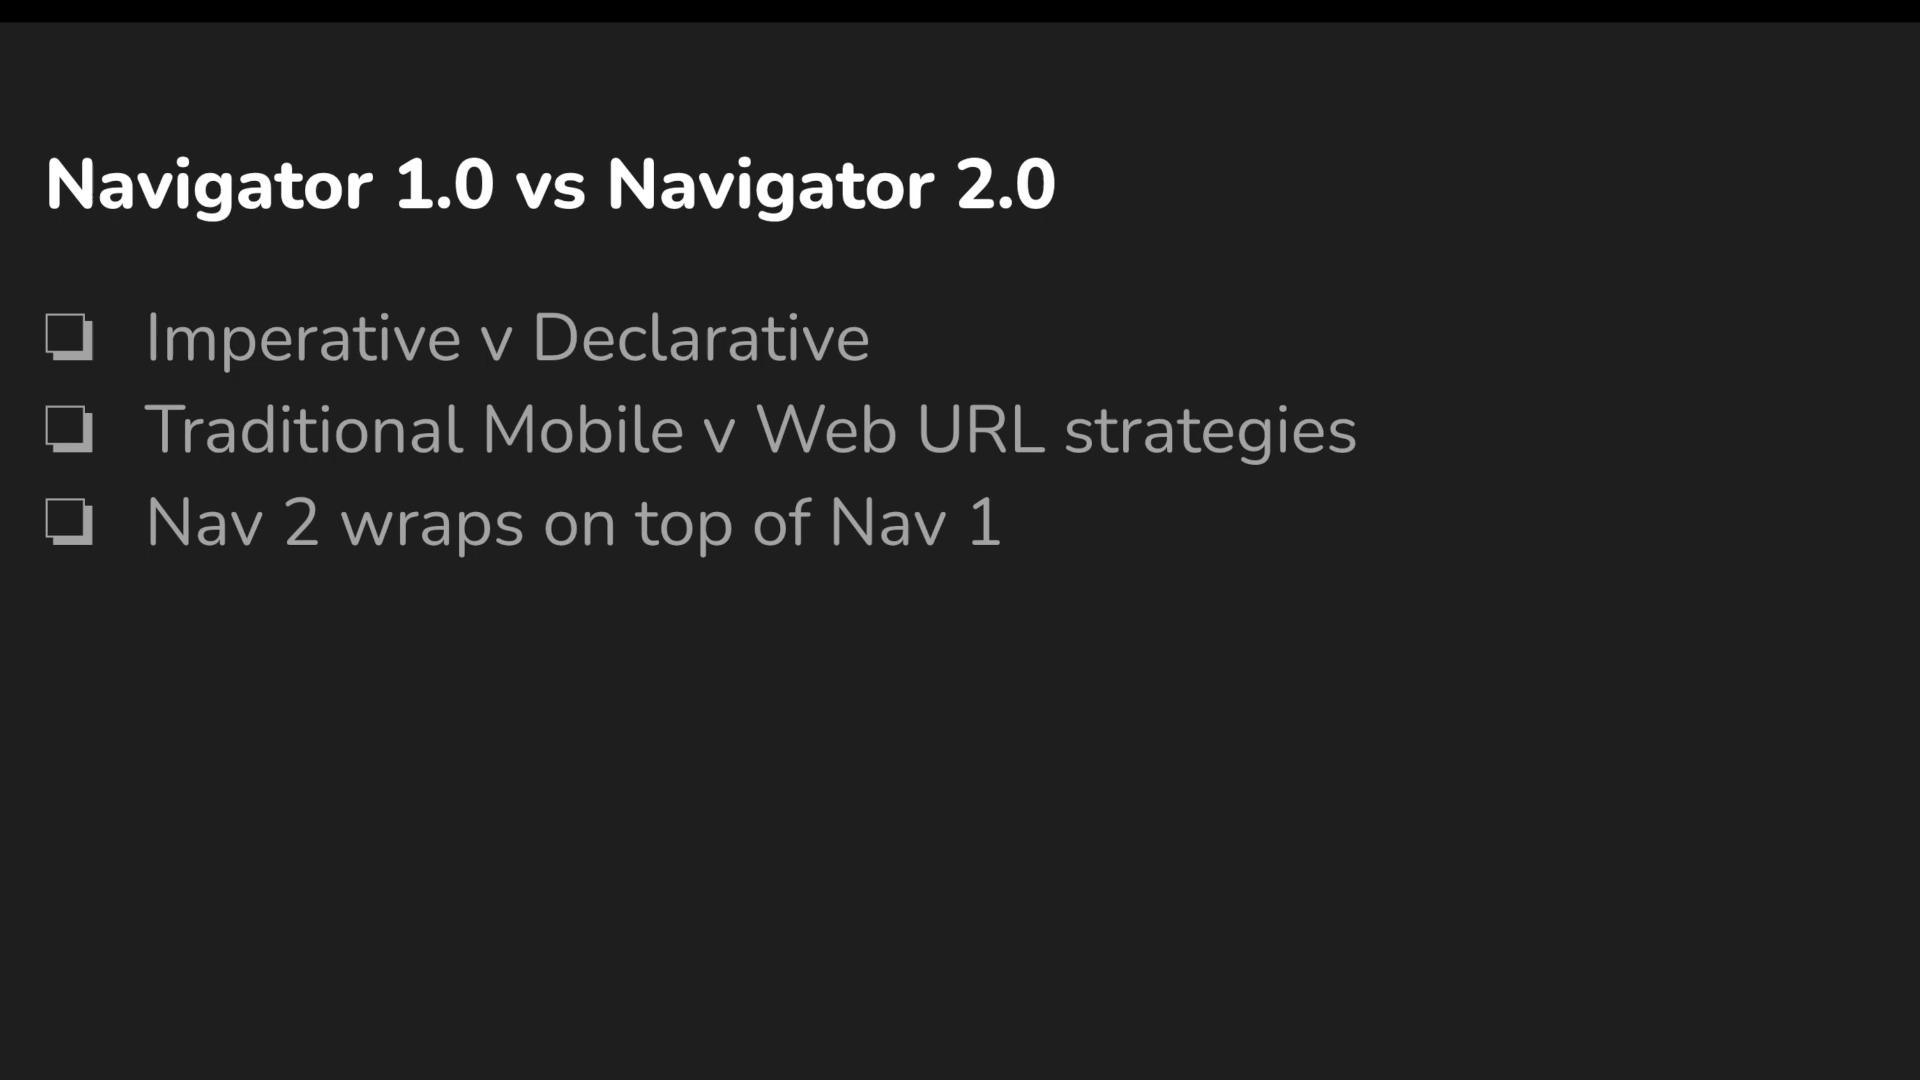 Navigator 1.0 vs Navigator 2.0
❏ Imperative v Declarative
❏ Traditional Mobile v Web URL strategies
❏ Nav 2 wraps on top of Nav 1